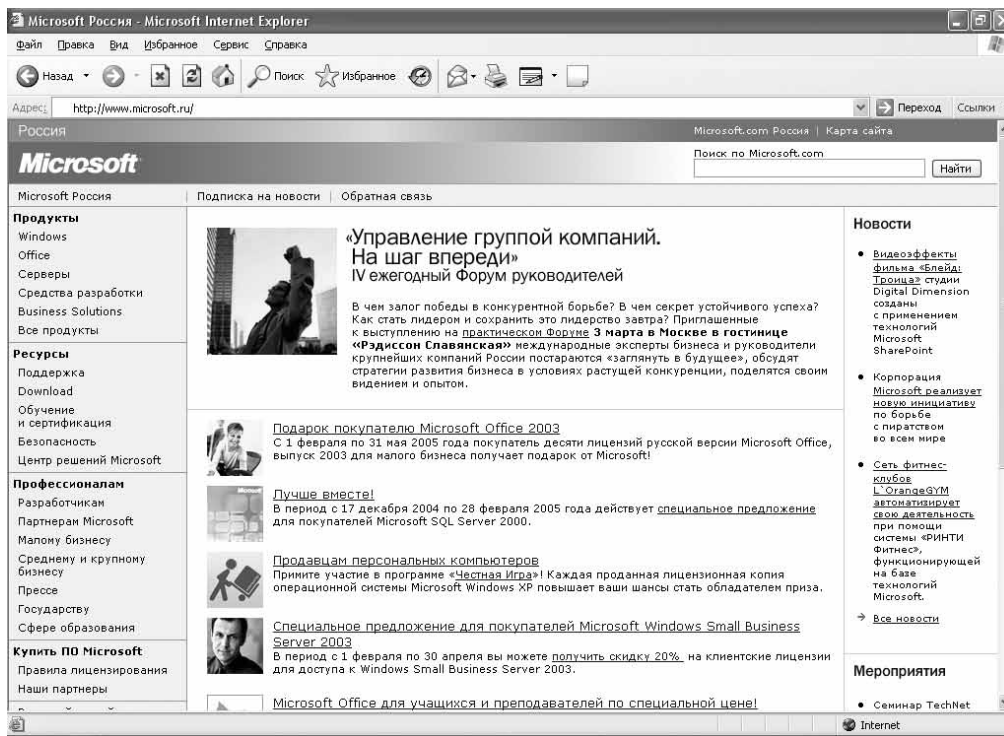 Microsoft Россия - Microsoft Internet Explorer
Файл Правка Вид Избранное Сервис Справка
Назад Поиск Избранное
Адрес: http://www.microsoft.ru/ Переход Ссылки
Россия Microsoft.com Россия | Карта сайта
Microsoft
Поиск по Microsoft.com
Найти
Microsoft Россия | Подписка на новости | Обратная связь
Продукты
Windows
Office
Серверы
Средства разработки
Business Solutions
Все продукты
Ресурсы
Поддержка
Download
Обучение
и сертификация
Безопасность
Центр решений Microsoft
Профессионалам
Разработчикам
Партнерам Microsoft
Малому бизнесу
Среднему и крупному
бизнесу
Прессе
Государству
Сфере образования
Купить ПО Microsoft
Правила лицензирования
Наши партнеры
«Управление группой компаний.
На шаг впереди»
IV ежегодный Форум руководителей
В чем залог победы в конкурентной борьбе? В чем секрет устойчивого успеха?
Как стать лидером и сохранить это лидерство завтра? Приглашенные
к выступлению на практическом Форуме 3 марта в Москве в гостинице
«Рэдиссон Славянская» международные эксперты бизнеса и руководители
крупнейших компаний России постараются «заглянуть в будущее», обсудят
стратегии развития бизнеса в условиях растущей конкуренции, поделятся своим
видением и опытом.
Подарок покупателю Microsoft Office 2003
С 1 февраля по 31 мая 2005 года покупатель десяти лицензий русской версии Microsoft Office,
выпуск 2003 для малого бизнеса получает подарок от Microsoft!
Лучше вместе!
В период с 17 декабря 2004 по 28 февраля 2005 года действует специальное предложение
для покупателей Microsoft SQL Server 2000.
Продавцам персональных компьютеров
Примите участие в программе «Честная Игра»! Каждая проданная лицензионная копия
операционной системы Microsoft Windows XP повышает ваши шансы стать обладателем приза.
Специальное предложение для покупателей Microsoft Windows Small Business
Server 2003
В период с 1 февраля по 30 апреля вы можете получить скидку 20% на клиентские лицензии
для доступа к Windows Small Business Server 2003.
Microsoft Office для учащихся и преподавателей по специальной цене!
Новости
Видеоэффекты
фильма «Блейд:
Троица» студии
Digital Dimension
созданы
с применением
технологий
Microsoft
SharePoint
Корпорация
Microsoft реализует
новую инициативу
по борьбе
с пиратством
во всем мире
Сеть фитнес-
клубов
L`OrangeGYM
автоматизирует
свою деятельность
при помощи
системы «РИНТИ
Фитнес»,
функционирующей
на базе
технологий
Microsoft.
Все новости
Мероприятия
Семинар TechNet
Internet